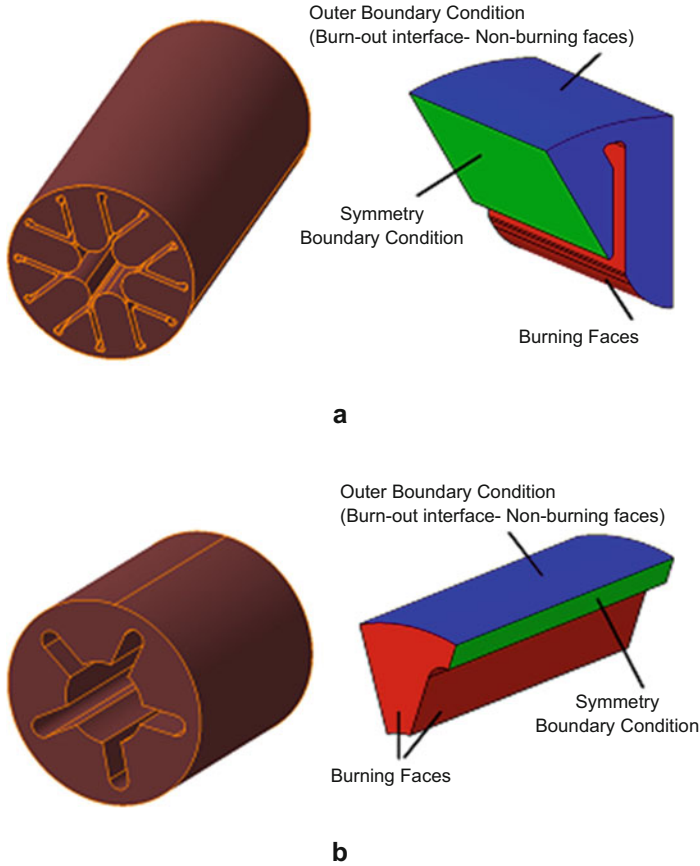 Outer Boundary Condition
(Burn-out interface- Non-burning faces)
Symmetry
Boundary Condition
Burning Faces
a
Outer Boundary Condition
(Burn-out interface- Non-burning faces)
Symmetry
Boundary Condition
Burning Faces
b